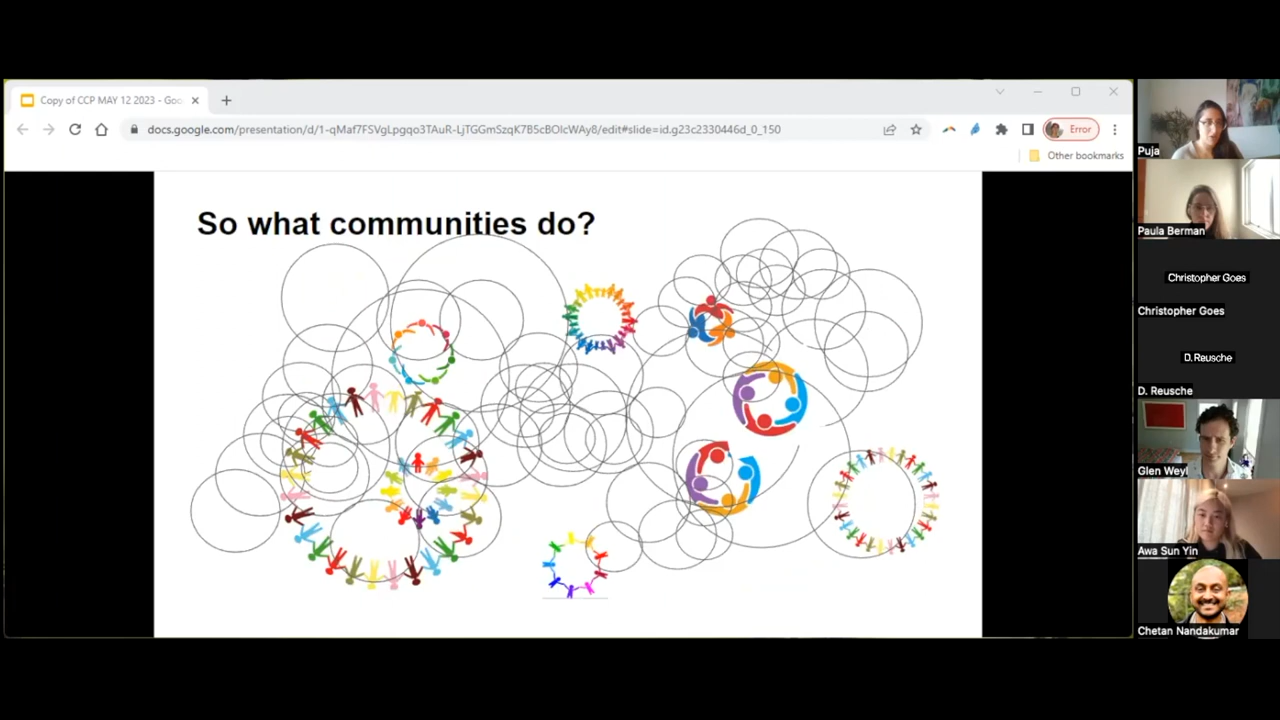 Copy of CCP MAY 12 2023 - Goo
docs.google.com/presentation/d/1-qMaf7FSVgLpgqo3TAuR-LjTGGmSzqK7B5cBOlcWAy8/edit#slide=id.g23c2330446d_0_150
Error
Other bookmarks
So what communities do?
Puja
Paula Berman
Christopher Goes
Christopher Goes
D. Reusche
D. Reusche
Glen Weyl
Awa Sun Yin
Chetan Nandakumar